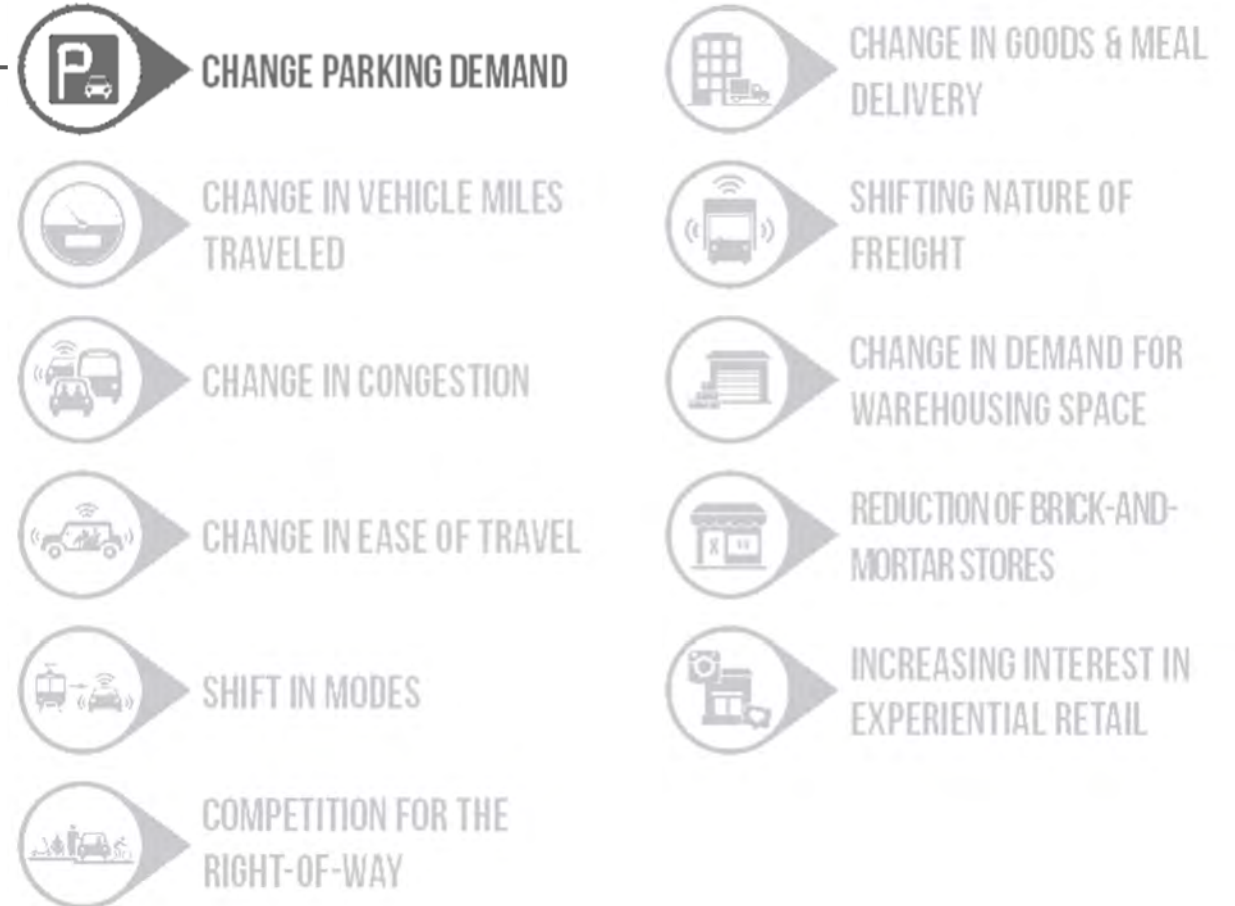 P
CHANGE PARKING DEMAND
CHANGE IN VEHICLE MILES
TRAVELED
CHANGE IN CONGESTION
CHANGE IN EASE OF TRAVEL
SHIFT IN MODES
COMPETITION FOR THE
RIGHT-OF-WAY
CHANGE IN GOODS & MEAL
DELIVERY
SHIFTING NATURE OF
FREIGHT
CHANGE IN DEMAND FOR
WAREHOUSING SPACE
REDUCTION OF BRICK-AND-
MORTAR STORES
INCREASING INTEREST IN
EXPERIENTIAL RETAIL